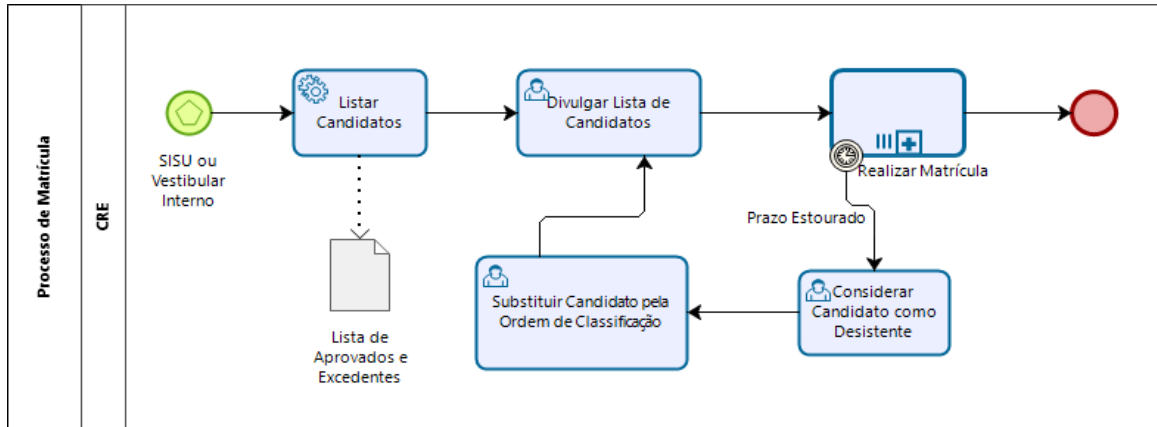 Processo de Matrícula
CRE
SISU ou
Vestibular
Interno
Listar
Candidatos
Lista de
Aprovados e
Excedentes
Divulgar Lista de
Candidatos
Realizar Matrícula
Prazo Estourado
Considerar
Candidato como
Desistente
Substituir Candidato pela
Ordem de Classificação